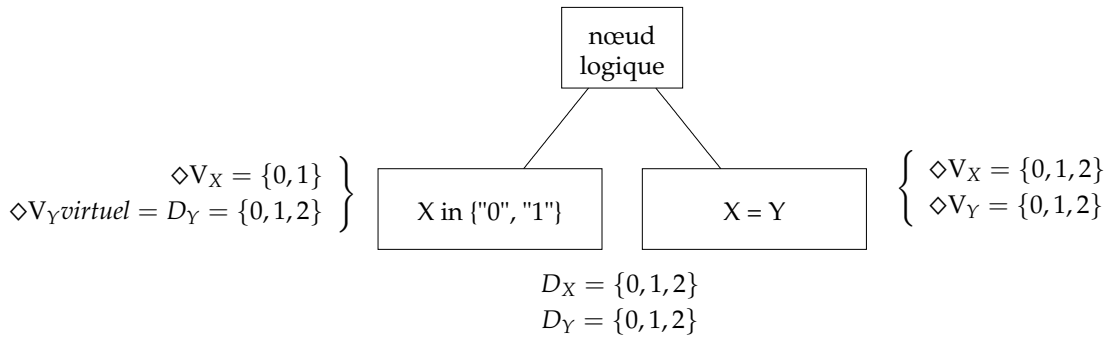 nœud
logique
◇V_X = {0, 1}
◇V_Y virtuel = D_Y = {0, 1, 2}
X in {"0", "1"}
X = Y
◇V_X = {0, 1, 2}
◇V_Y = {0, 1, 2}
D_X = {0, 1, 2}
D_Y = {0, 1, 2}